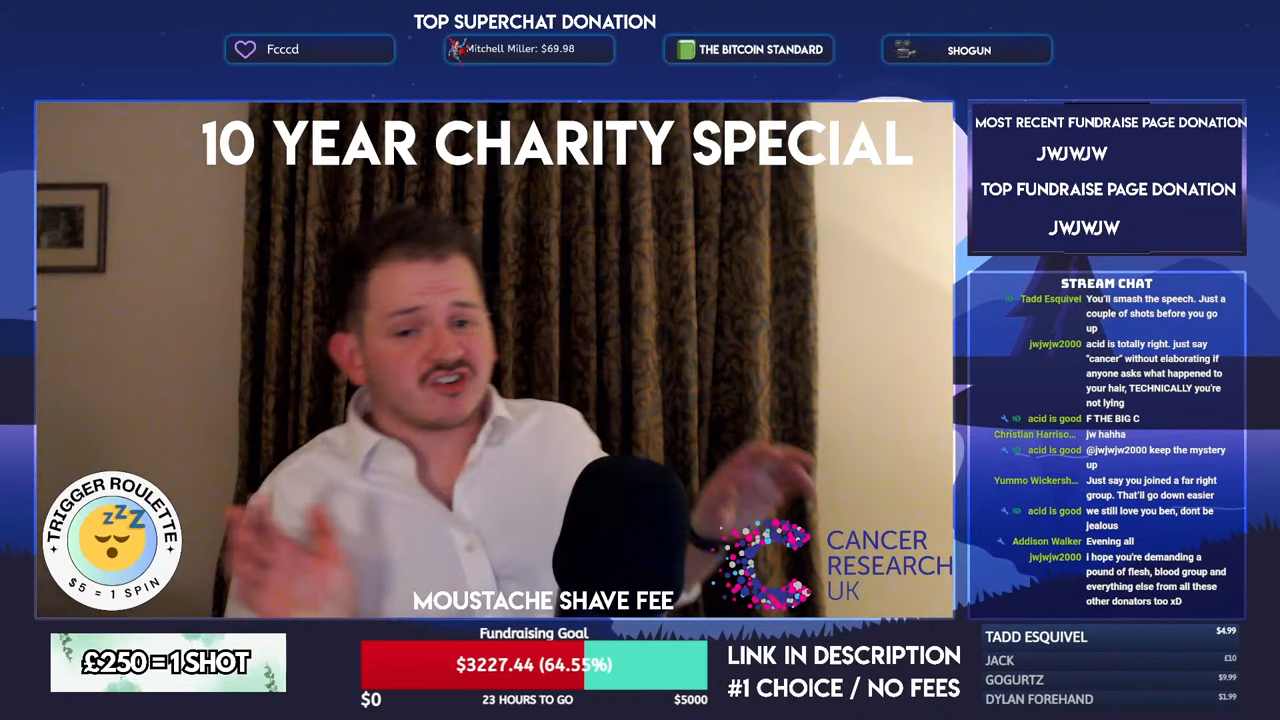 TOP SUPERCHAT DONATION
Fcccd
Mitchell Miller: $69.98
THE BITCOIN STANDARD
SHOGUN
10 YEAR CHARITY SPECIAL
MOST RECENT FUNDRAISE PAGE DONATION
JWJWJW
TOP FUNDRAISE PAGE DONATION
JWJWJW
STREAM CHAT
Tadd Esquivel You'll smash the speech. Just a
couple of shots before you go
up
jwjwjw2000 acid is totally right. just say
"cancer" without elaborating if
anyone asks what happened to
your hair, TECHNICALLY you're
not lying
acid is good F THE BIG C
Christian Harriso... jw hahha
acid is good @jwjwjw2000 keep the mystery
up
Yummo Wickersh... Just say you joined a far right
group. That'll go down easier
acid is good we still love you ben, dont be
jealous
Addison Walker Evening all
jwjwjw2000 i hope you're demanding a
pound of flesh, blood group and
everything else from all these
other donators too xD
TRIGGER ROULETTE
zzZ
$5 = 1 SPIN
CANCER
RESEARCH
UK
MOUSTACHE SHAVE FEE
£250 = 1 SHOT
Fundraising Goal
$3227.44 (64.55%)
$0
23 HOURS TO GO
$5000
LINK IN DESCRIPTION
#1 CHOICE / NO FEES
TADD ESQUIVEL $4.99
JACK £10
GOGURTZ $9.99
DYLAN FOREHAND $1.99